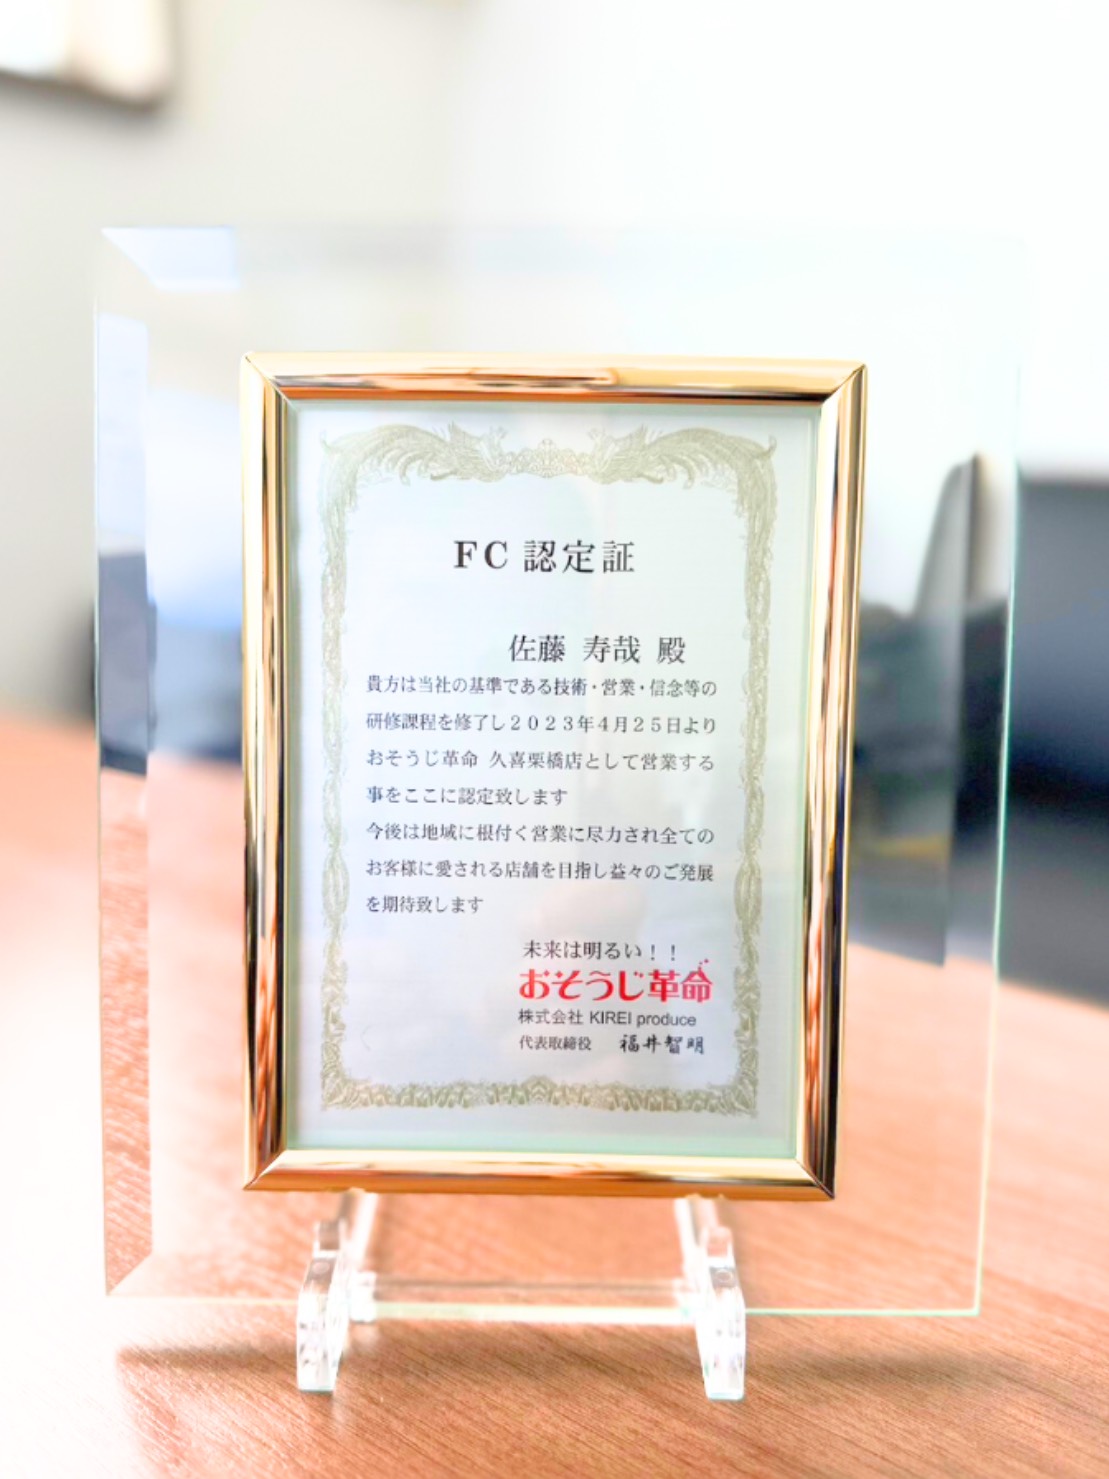 FC 認定証
佐藤 寿哉 殿
貴方は当社の基準である技術・営業・信念等の
研修課程を修了し2023年4月25日より
おそうじ革命 久喜栗橋店として営業する
事をここに認定致します
今後は地域に根付く営業に尽力され全ての
お客様に愛される店舗を目指し益々のご発展
を期待致します
未来は明るい！！
おそうじ革命
株式会社 KIREI produce
代表取締役 福井智明